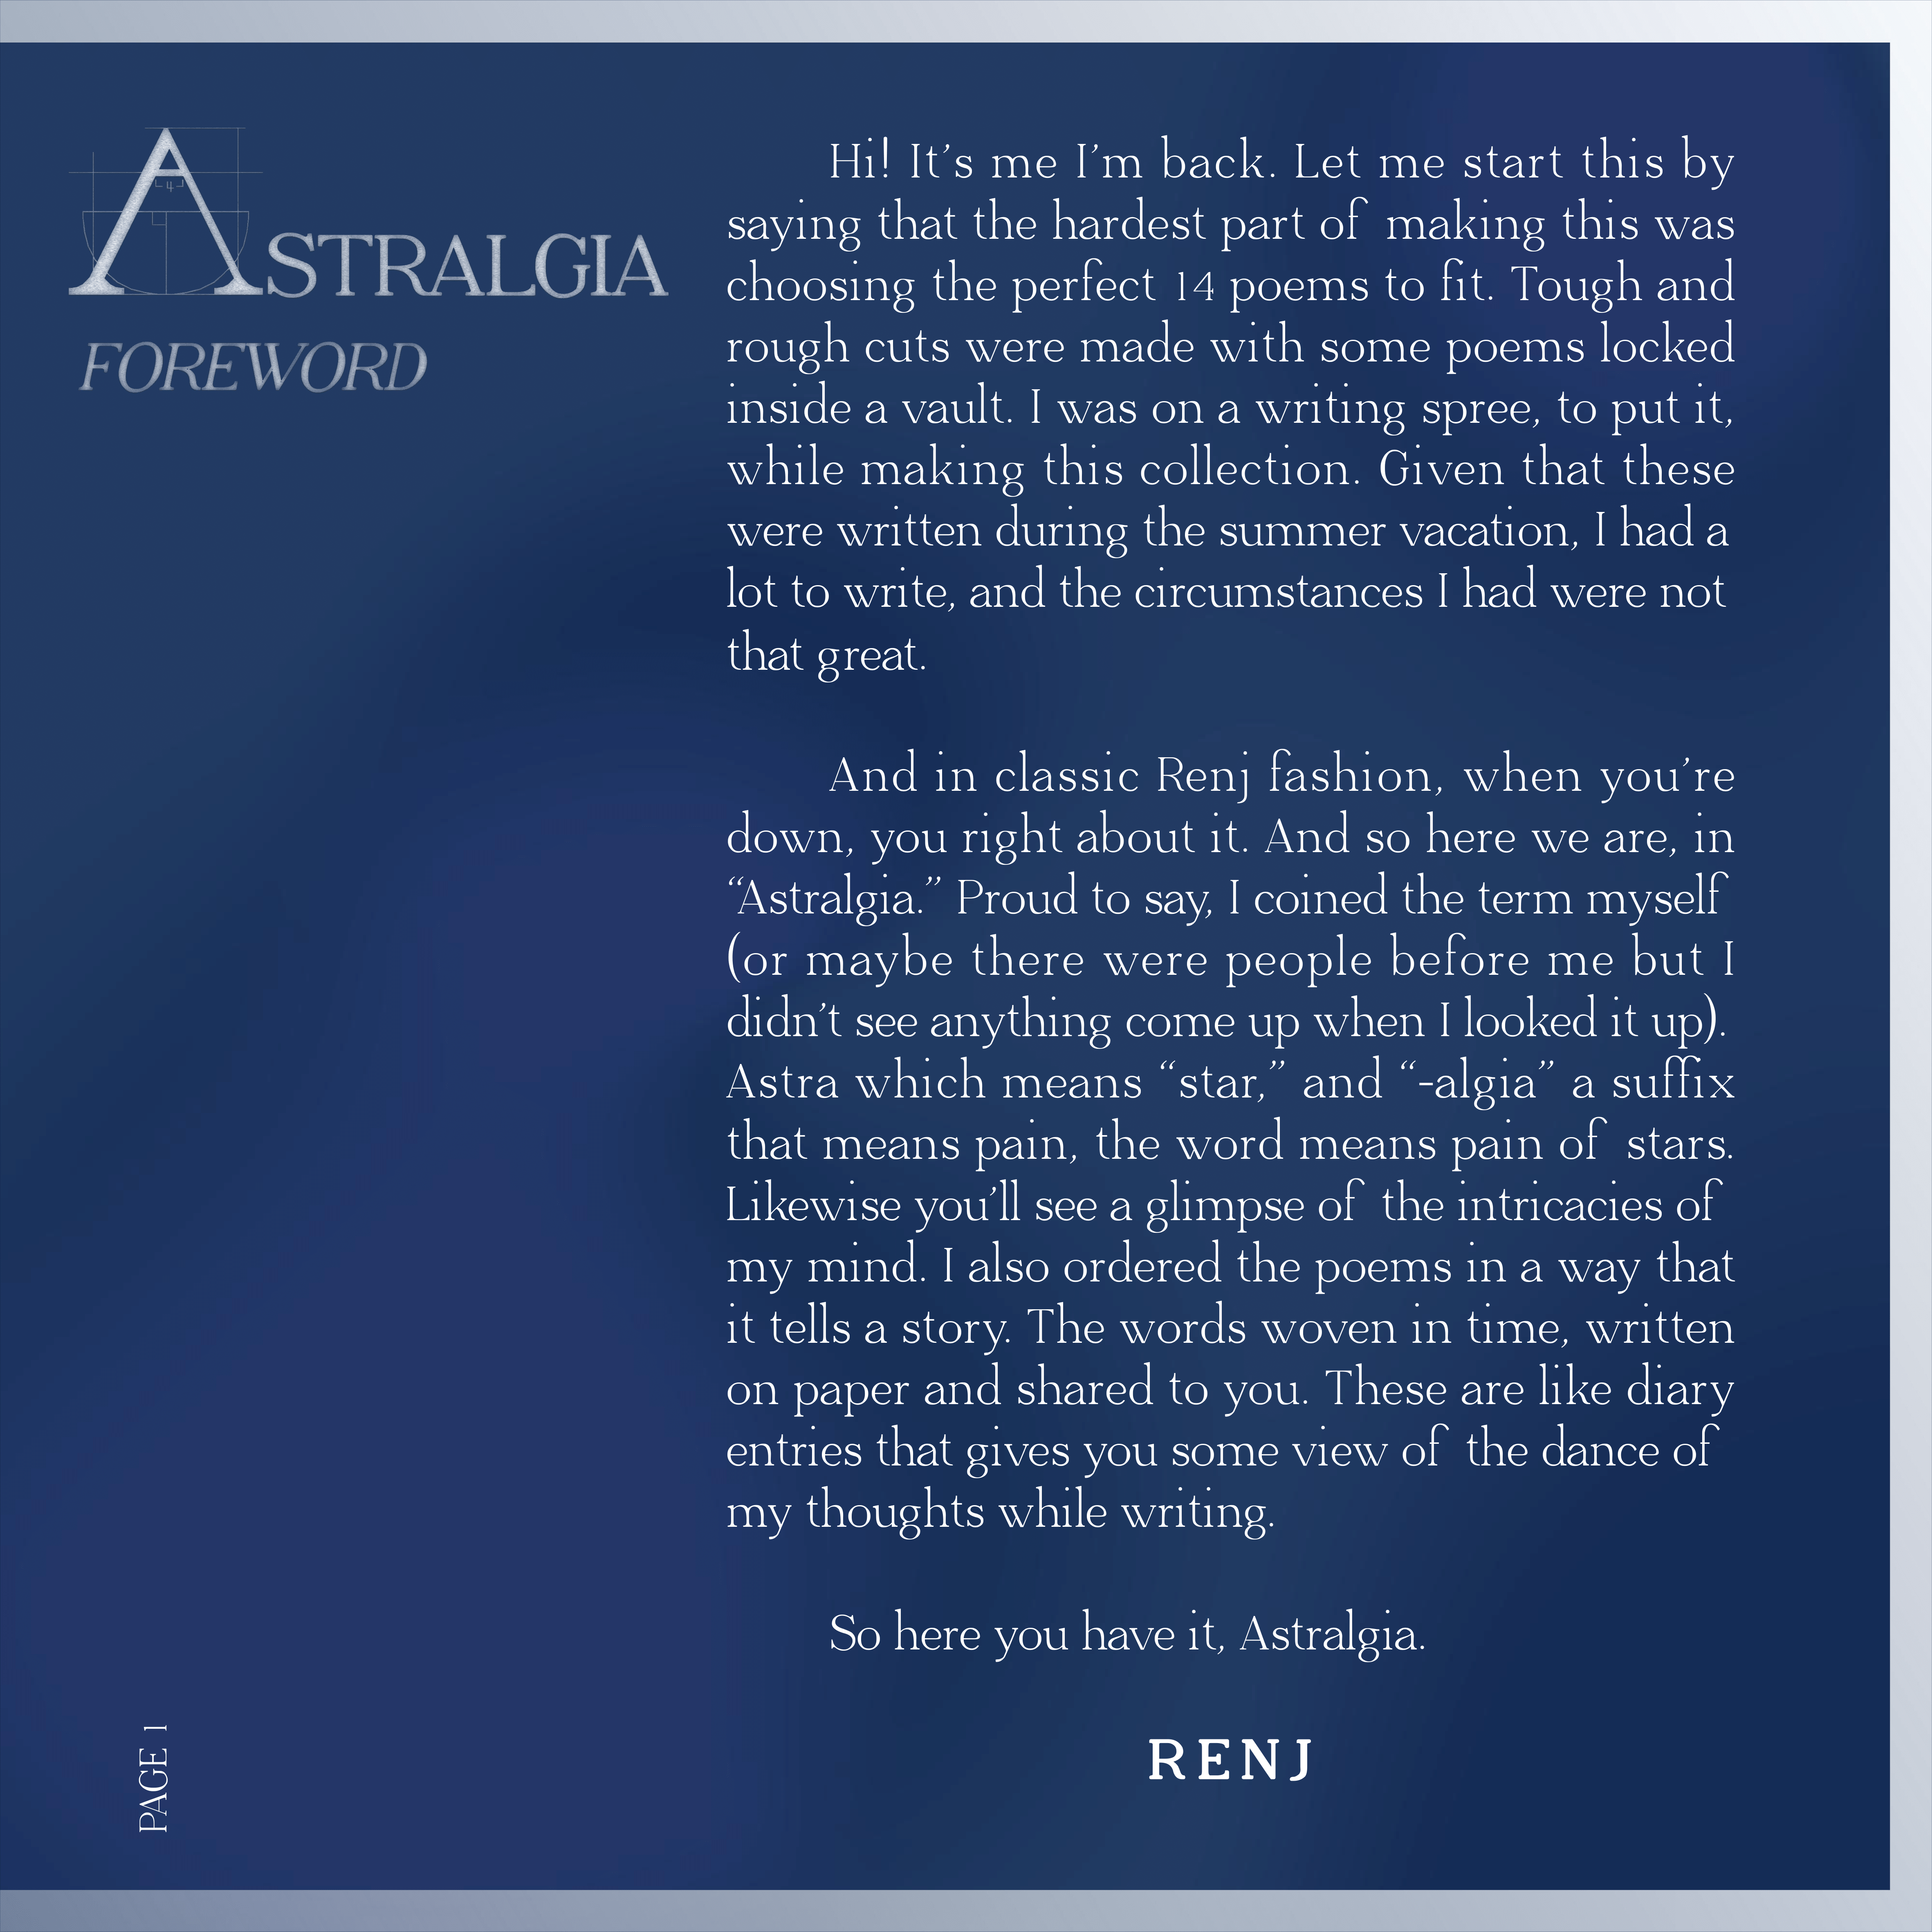 ASTRALGIA
FOREWORD
Hi! It’s me I’m back. Let me start this by
saying that the hardest part of making this was
choosing the perfect 14 poems to fit. Tough and
rough cuts were made with some poems locked
inside a vault. I was on a writing spree, to put it,
while making this collection. Given that these
were written during the summer vacation, I had a
lot to write, and the circumstances I had were not
that great.
And in classic Renj fashion, when you’re
down, you right about it. And so here we are, in
“Astralgia.” Proud to say, I coined the term myself
(or maybe there were people before me but I
didn’t see anything come up when I looked it up).
Astra which means “star,” and “-algia” a suffix
that means pain, the word means pain of stars.
Likewise you’ll see a glimpse of the intricacies of
my mind. I also ordered the poems in a way that
it tells a story. The words woven in time, written
on paper and shared to you. These are like diary
entries that gives you some view of the dance of
my thoughts while writing.
So here you have it, Astralgia.
RENJ
PAGE 1